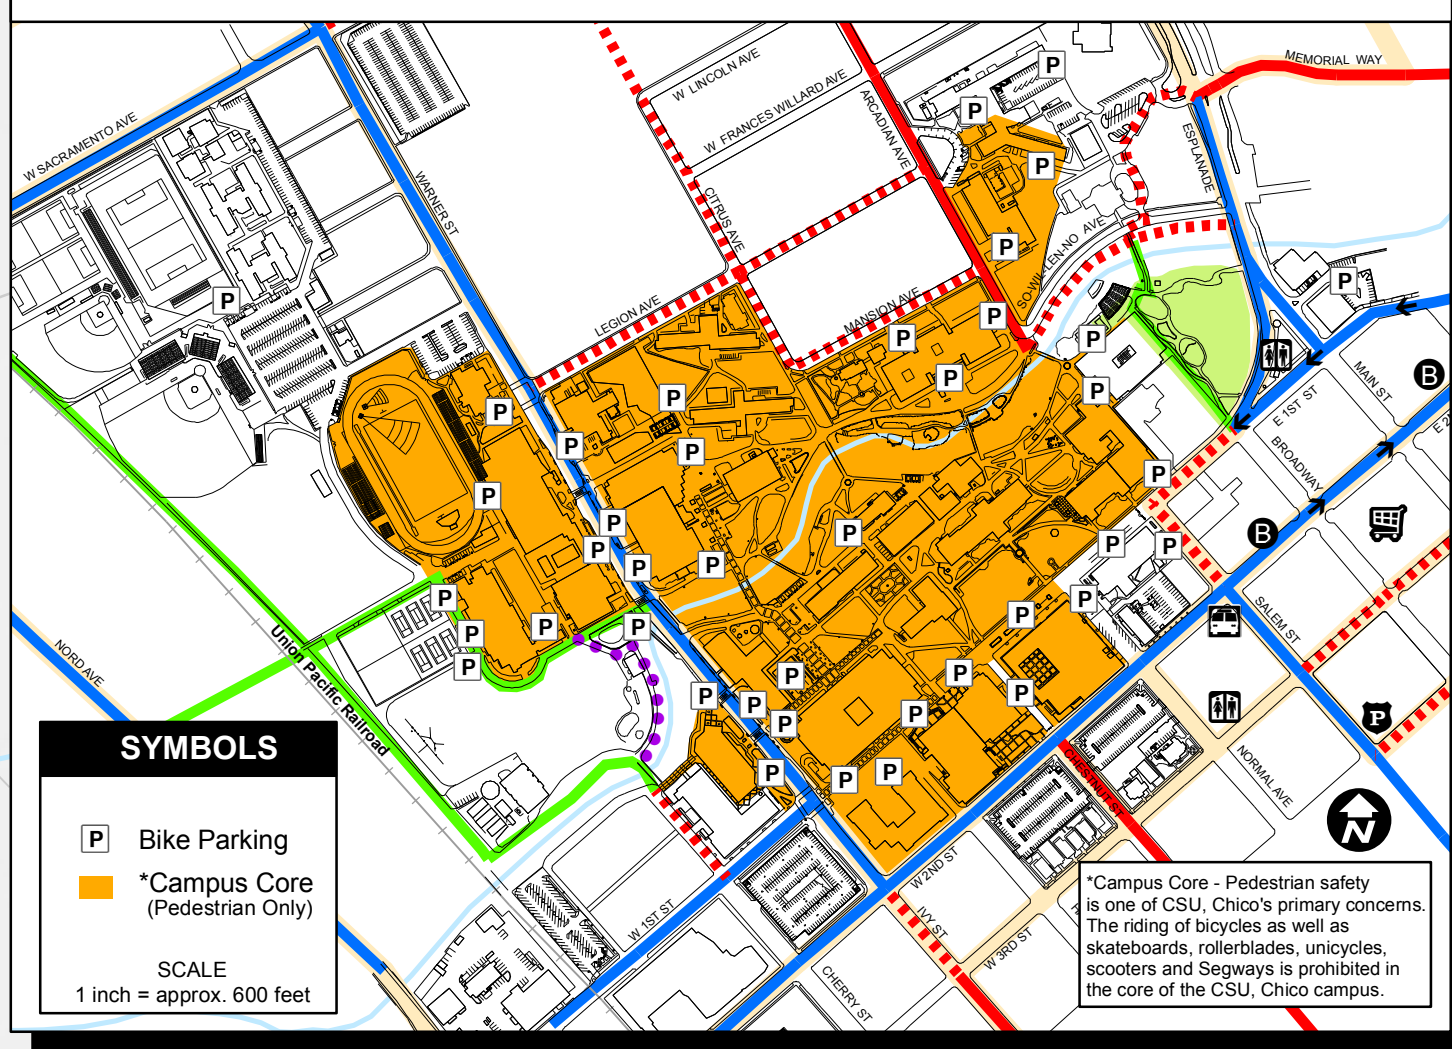 MEMORIAL WAY
W LINCOLN AVE
W FRANCES WILLARD AVE
ARCADIAN AVE
W SACRAMENTO AVE
WARNER ST
CITRUS AVE
ESPLANADE
SO-WIL-LEN-NO AVE
LEGION AVE
MANSION AVE
MAIN ST
E 1ST ST
BROADWAY
E 2
B
B
SALEM ST
NORD AVE
Union Pacific Railroad
NORMAL AVE
CHESTNUT ST
W 2ND ST
W 1ST ST
IVY ST
W 3RD ST
CHERRY ST
P
N
SYMBOLS
P Bike Parking
*Campus Core
(Pedestrian Only)
SCALE
1 inch = approx. 600 feet
*Campus Core - Pedestrian safety
is one of CSU, Chico's primary concerns.
The riding of bicycles as well as
skateboards, rollerblades, unicycles,
scooters and Segways is prohibited in
the core of the CSU, Chico campus.